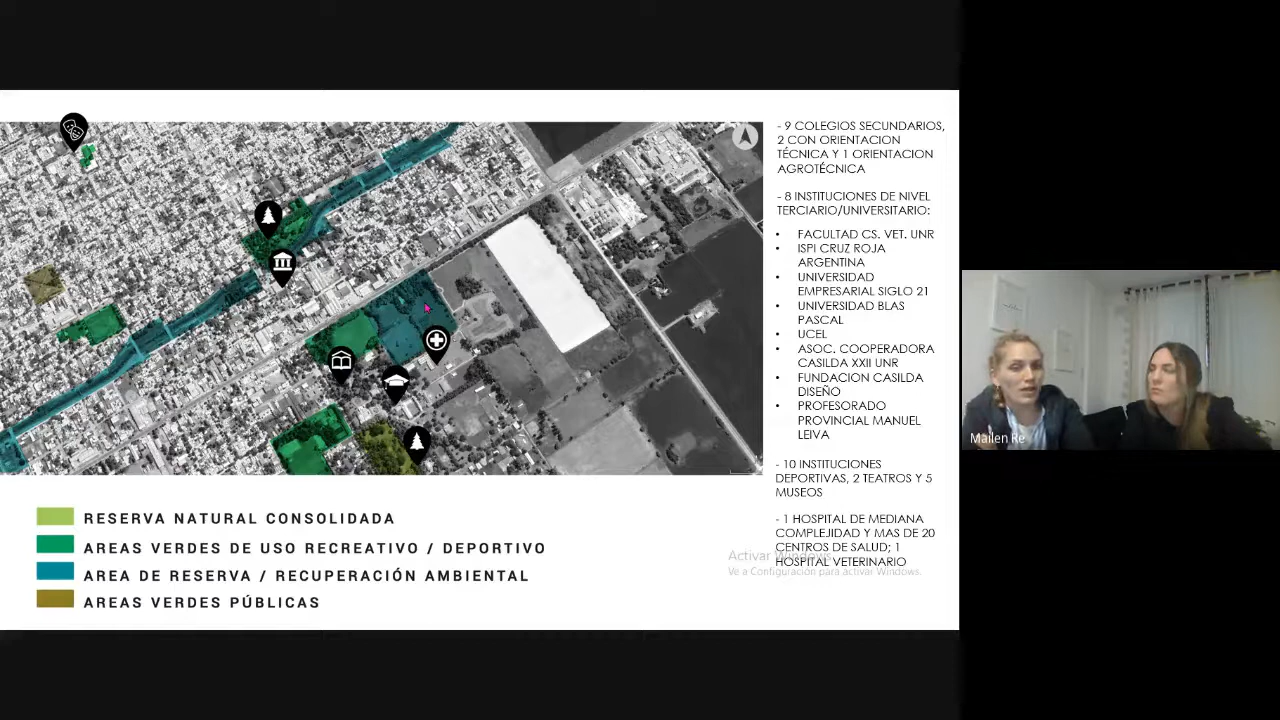 - 9 COLEGIOS SECUNDARIOS,
2 CON ORIENTACION
TÉCNICA Y 1 ORIENTACION
AGROTÉCNICA
- 8 INSTITUCIONES DE NIVEL
TERCIARIO/UNIVERSITARIO:
• FACULTAD CS. VET. UNR
• ISPI CRUZ ROJA
ARGENTINA
• UNIVERSIDAD
EMPRESARIAL SIGLO 21
• UNIVERSIDAD BLAS
PASCAL
• UCEL
• ASOC. COOPERADORA
CASILDA XXII UNR
• FUNDACION CASILDA
DISEÑO
• PROFESORADO
PROVINCIAL MANUEL
LEIVA
- 10 INSTITUCIONES
DEPORTIVAS, 2 TEATROS Y 5
MUSEOS
- 1 HOSPITAL DE MEDIANA
COMPLEJIDAD Y MAS DE 20
CENTROS DE SALUD; 1
HOSPITAL VETERINARIO
RESERVA NATURAL CONSOLIDADA
AREAS VERDES DE USO RECREATIVO / DEPORTIVO
AREA DE RESERVA / RECUPERACIÓN AMBIENTAL
AREAS VERDES PÚBLICAS
Activar Windows
Ve a Configuración para activar Windows.
Mailen Re